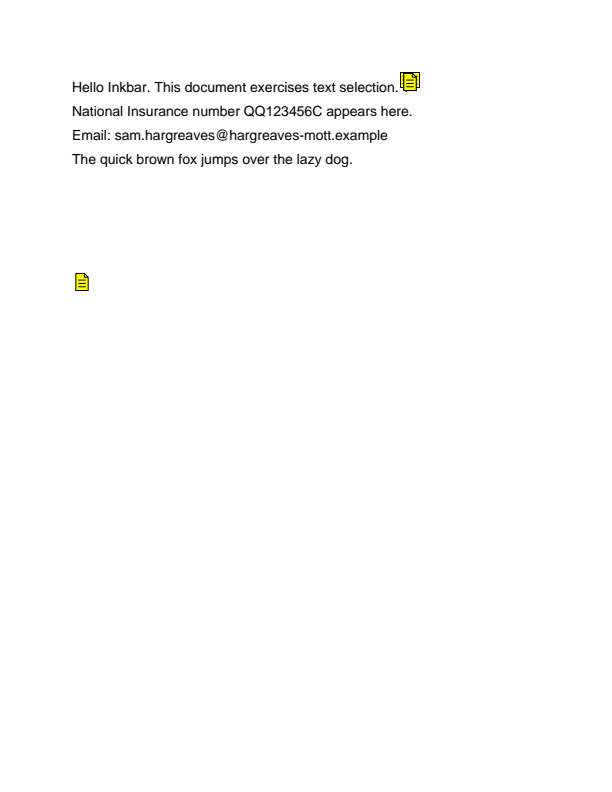 Hello Inkbar. This document exercises text selection.
National Insurance number QQ123456C appears here.
Email: sam.hargreaves@hargreaves-mott.example
The quick brown fox jumps over the lazy dog.